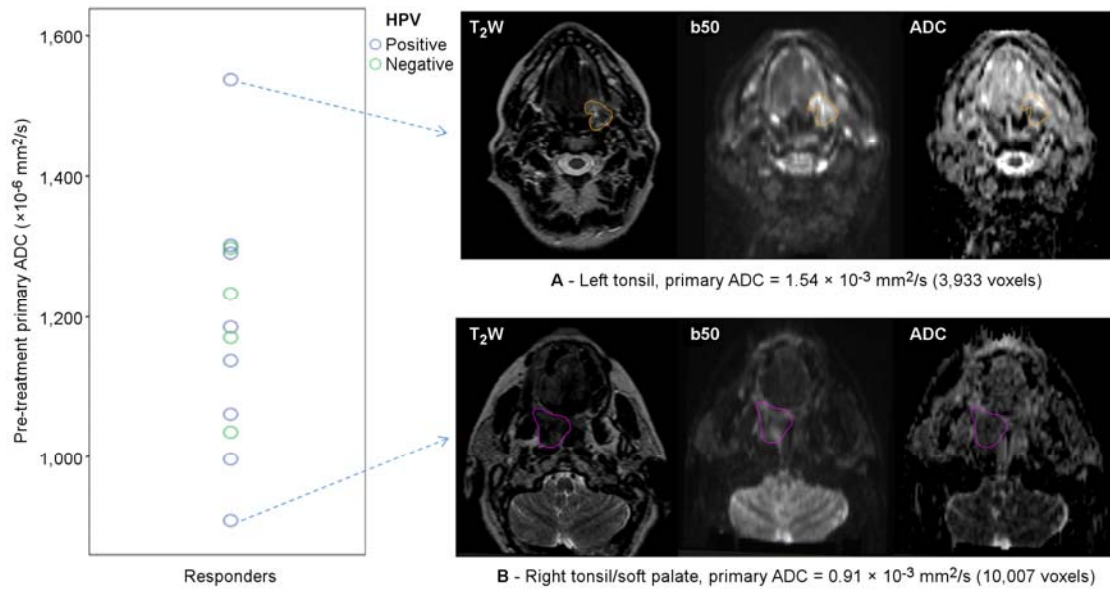 1,600
1,400
1,200
1,000
Pre-treatment primary ADC (×10⁻⁶ mm²/s)
Responders
HPV
Positive
Negative
T₂W b50 ADC
A - Left tonsil, primary ADC = 1.54 × 10⁻³ mm²/s (3,933 voxels)
T₂W b50 ADC
B - Right tonsil/soft palate, primary ADC = 0.91 × 10⁻³ mm²/s (10,007 voxels)